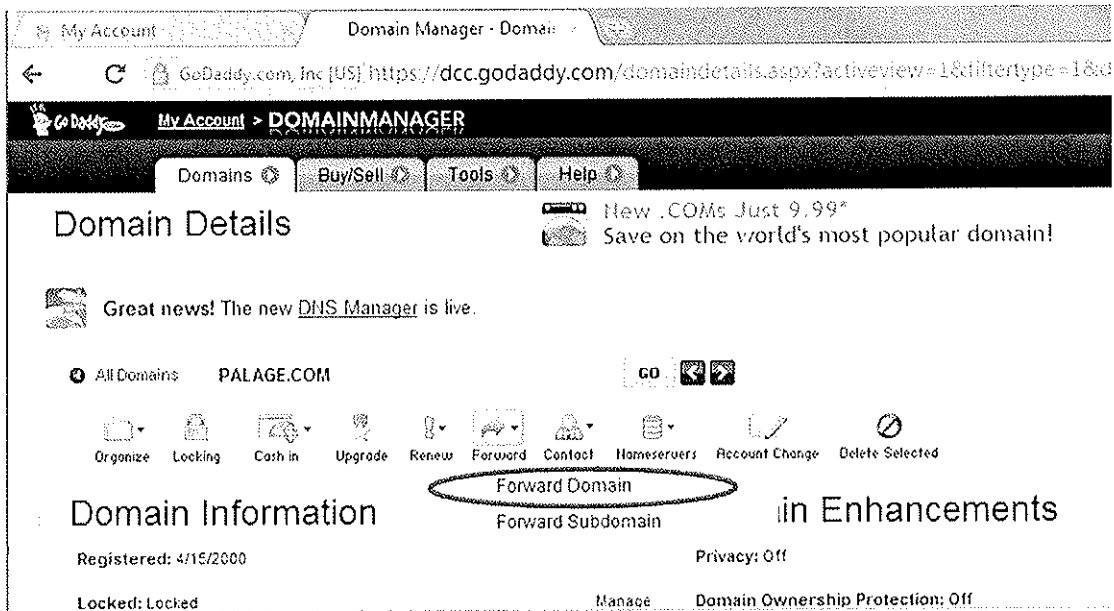 My Account
Domain Manager - Domai
GoDaddy.com, Inc [US] https://dcc.godaddy.com/domaindetails.aspx?activeview=1&
Go Daddy My Account > DOMAINMANAGER
Domains Buy/Sell Tools Help
Domain Details
New .COMs Just 9.99*
Save on the world's most popular domain!
Great news! The new DNS Manager is live.
All Domains PALAGE.COM GO
Organize Locking Cash in Upgrade Renew Forward Contact Nameservers Account Change Delete Selected
Forward Domain
Forward Subdomain
Domain Information
in Enhancements
Registered: 4/15/2000
Privacy: Off
Locked: Locked
Manage
Domain Ownership Protection: Off